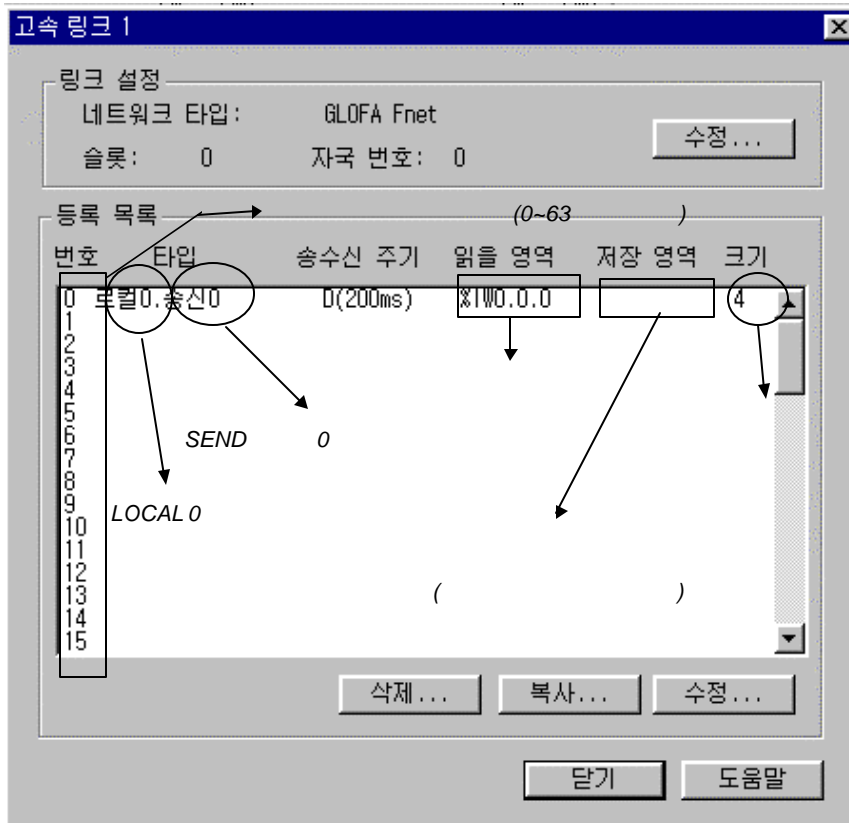 고속 링크 1
링크 설정
네트워크 타입: GLOFA Fnet
수정...
슬롯: 0 자국 번호: 0
등록 목록 (0~63 )
번호 타입 송수신 주기 읽을 영역 저장 영역 크기
0 로컬0.송신0 D(200ms) %IW0.0.0 4
1
2
3
4
5
6
SEND 0
7
8
9
LOCAL 0
10
11
12
13
( )
14
15
삭제... 복사... 수정...
닫기 도움말